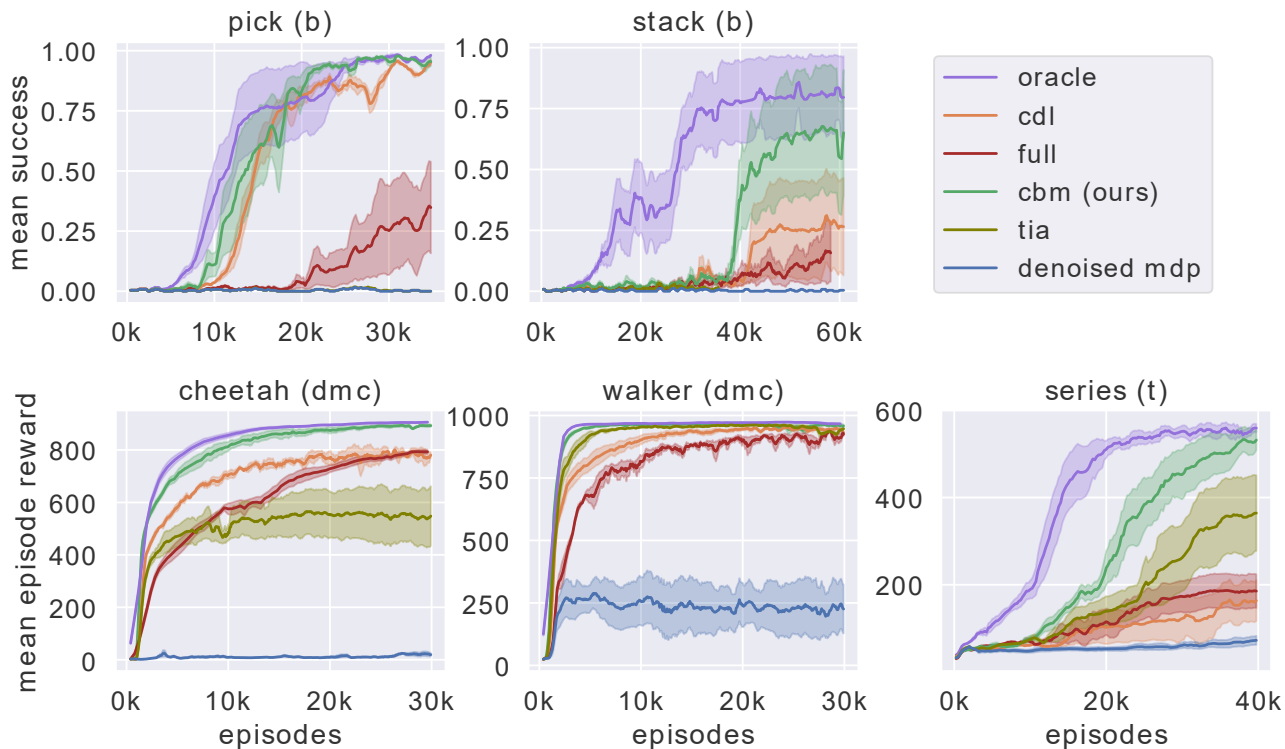 pick (b)
stack (b)
mean success
1.00
0.75
0.50
0.25
0.00
0k
10k
20k
30k
1.00
0.75
0.50
0.25
0.00
0k
20k
40k
60k
oracle
cdl
full
cbm (ours)
tia
denoised mdp
cheetah (dmc)
walker (dmc)
series (t)
mean episode reward
800
600
400
200
0
0k
10k
20k
30k
episodes
1000
750
500
250
0
0k
10k
20k
30k
episodes
600
400
200
0k
20k
40k
episodes